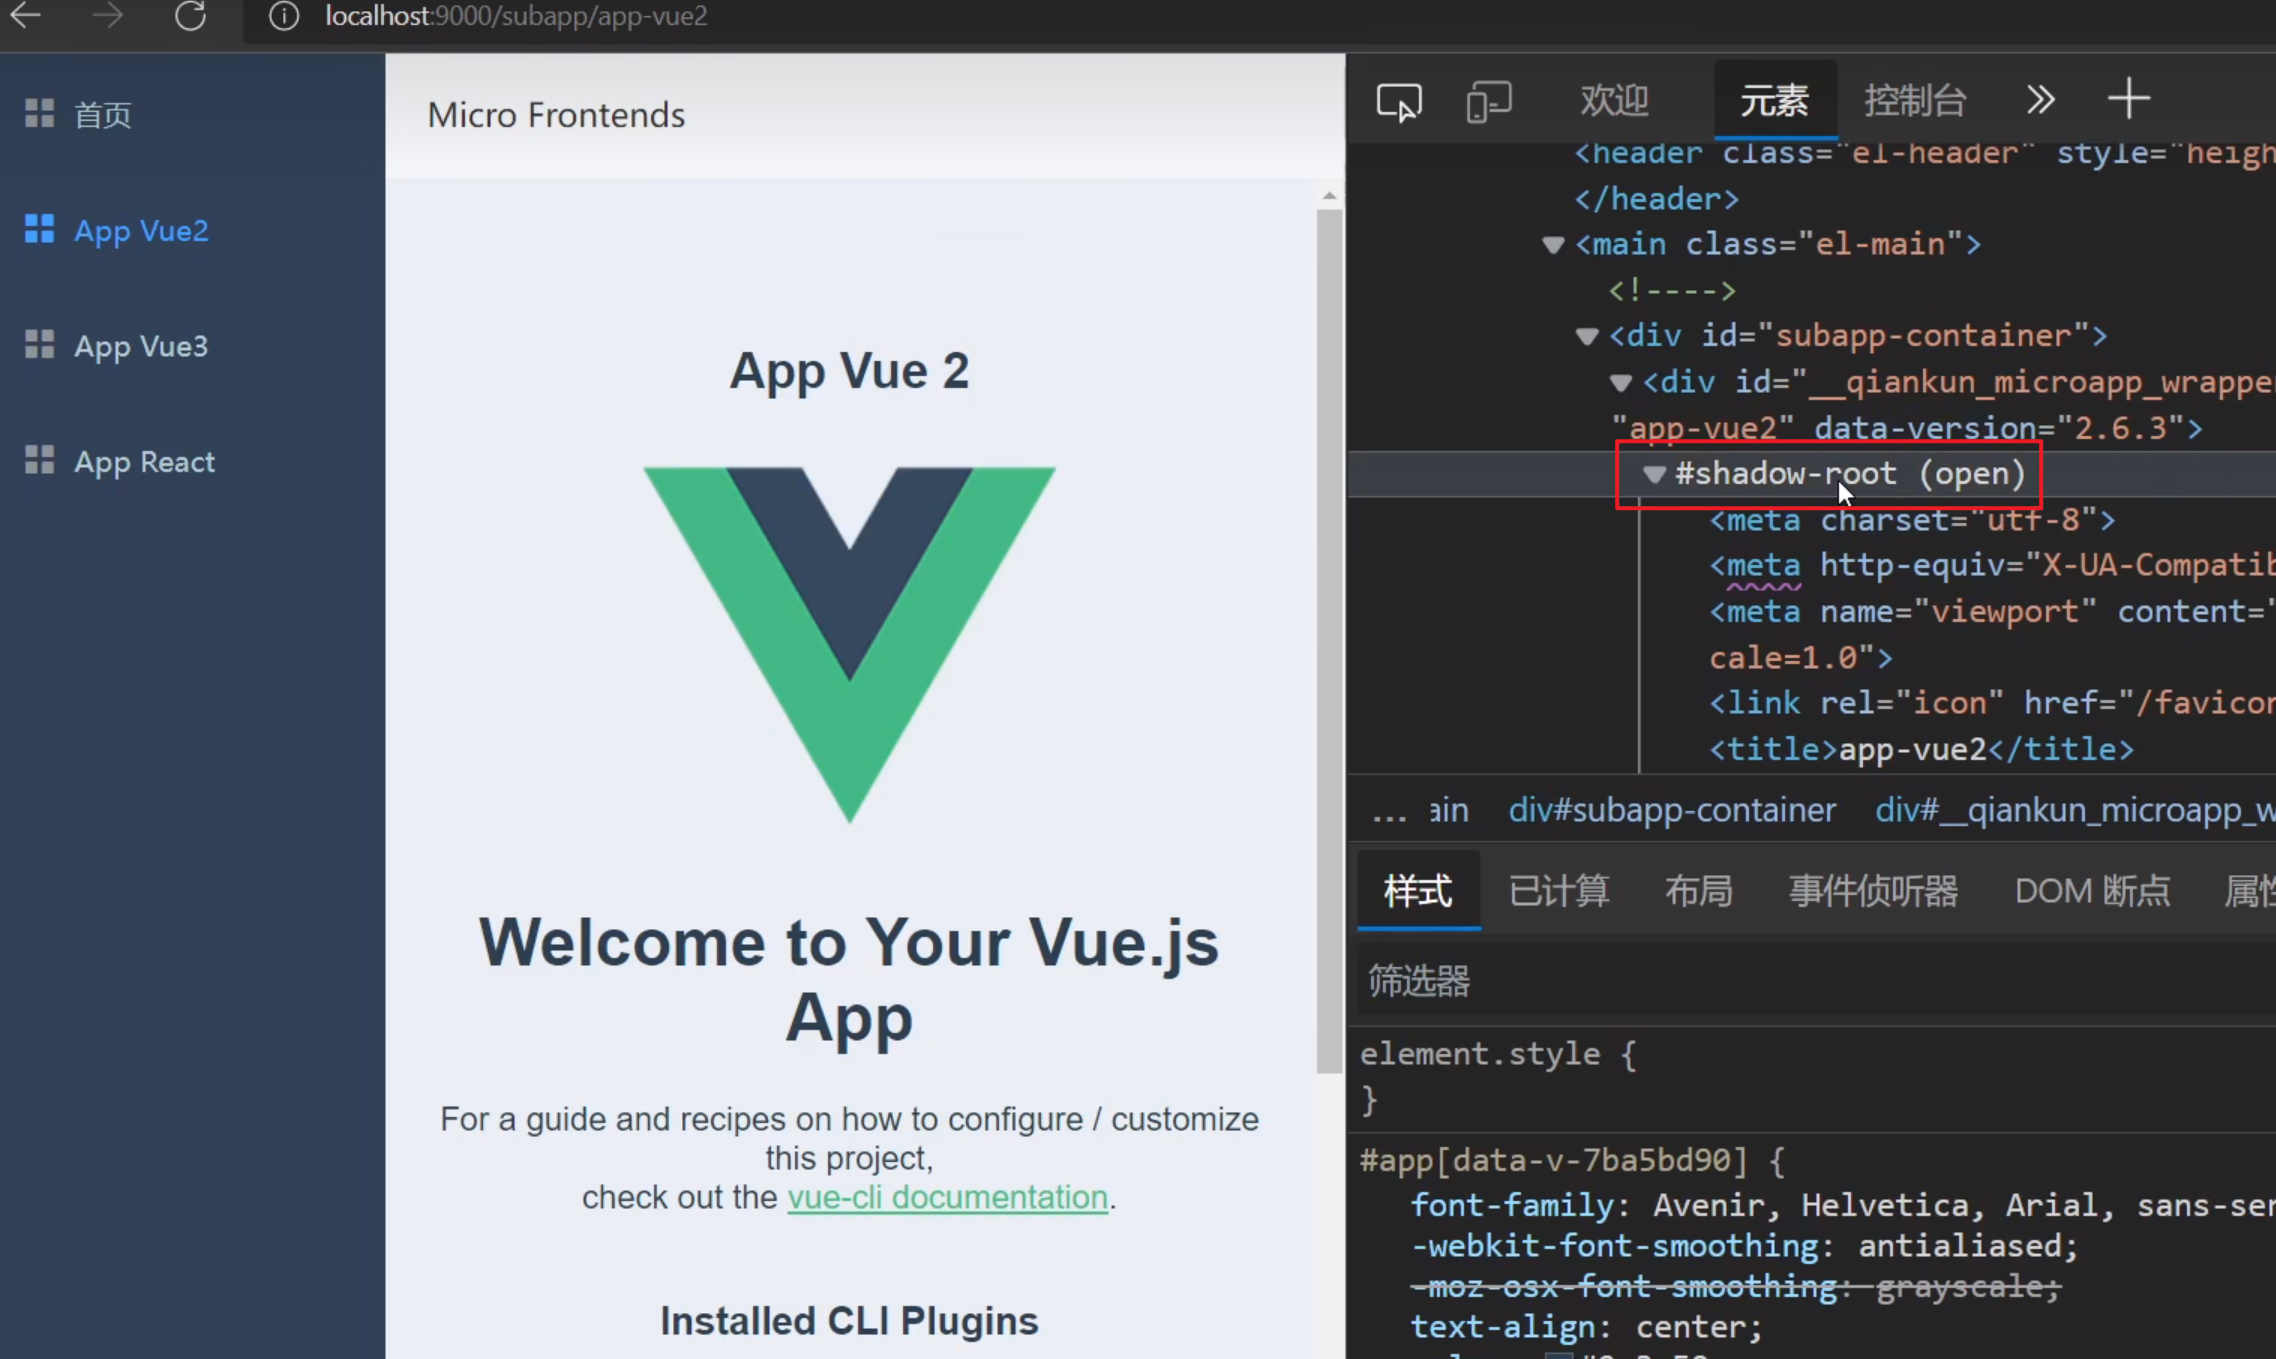 localhost:9000/subapp/app-vue2
首页
App Vue2
App Vue3
App React
Micro Frontends
App Vue 2
Welcome to Your Vue.js
App
For a guide and recipes on how to configure / customize
this project,
check out the vue-cli documentation.
Installed CLI Plugins
欢迎 元素 控制台
<header class="el-header" style="heigh
</header>
<main class="el-main">
<!---->
<div id="subapp-container">
<div id="__qiankun_microapp_wrappe
"app-vue2" data-version="2.6.3">
#shadow-root (open)
<meta charset="utf-8">
<meta http-equiv="X-UA-Compatib
<meta name="viewport" content="
cale=1.0">
<link rel="icon" href="/favicon
<title>app-vue2</title>
... ain div#subapp-container div#__qiankun_microapp_w
样式 已计算 布局 事件侦听器 DOM 断点 属性
筛选器
element.style {
}
#app[data-v-7ba5bd90] {
font-family: Avenir, Helvetica, Arial, sans-ser
-webkit-font-smoothing: antialiased;
-moz-osx-font-smoothing: grayscale;
text-align: center;